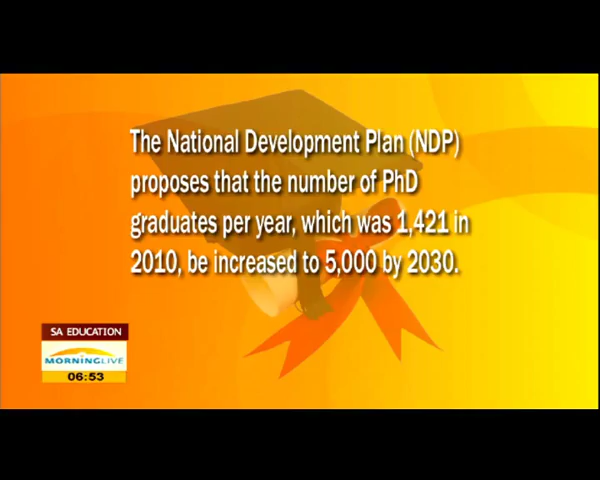 The National Development Plan (NDP)
proposes that the number of PhD
graduates per year, which was 1,421 in
2010, be increased to 5,000 by 2030.
SA EDUCATION
MORNINGLIVE
06:53